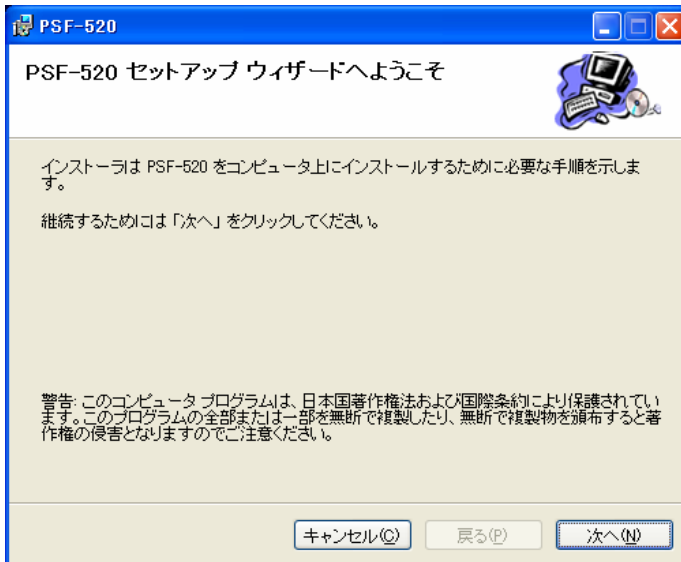 PSF-520
PSF-520 セットアップ ウィザードへようこそ
インストーラは PSF-520 をコンピュータ上にインストールするために必要な手順を示しま
す。
継続するためには「次へ」をクリックしてください。
警告: このコンピュータ プログラムは、日本国著作権法および国際条約により保護されてい
ます。このプログラムの全部または一部を無断で複製したり、無断で複製物を頒布すると著
作権の侵害となりますのでご注意ください。
キャンセル(C) 戻る(P) 次へ(N)